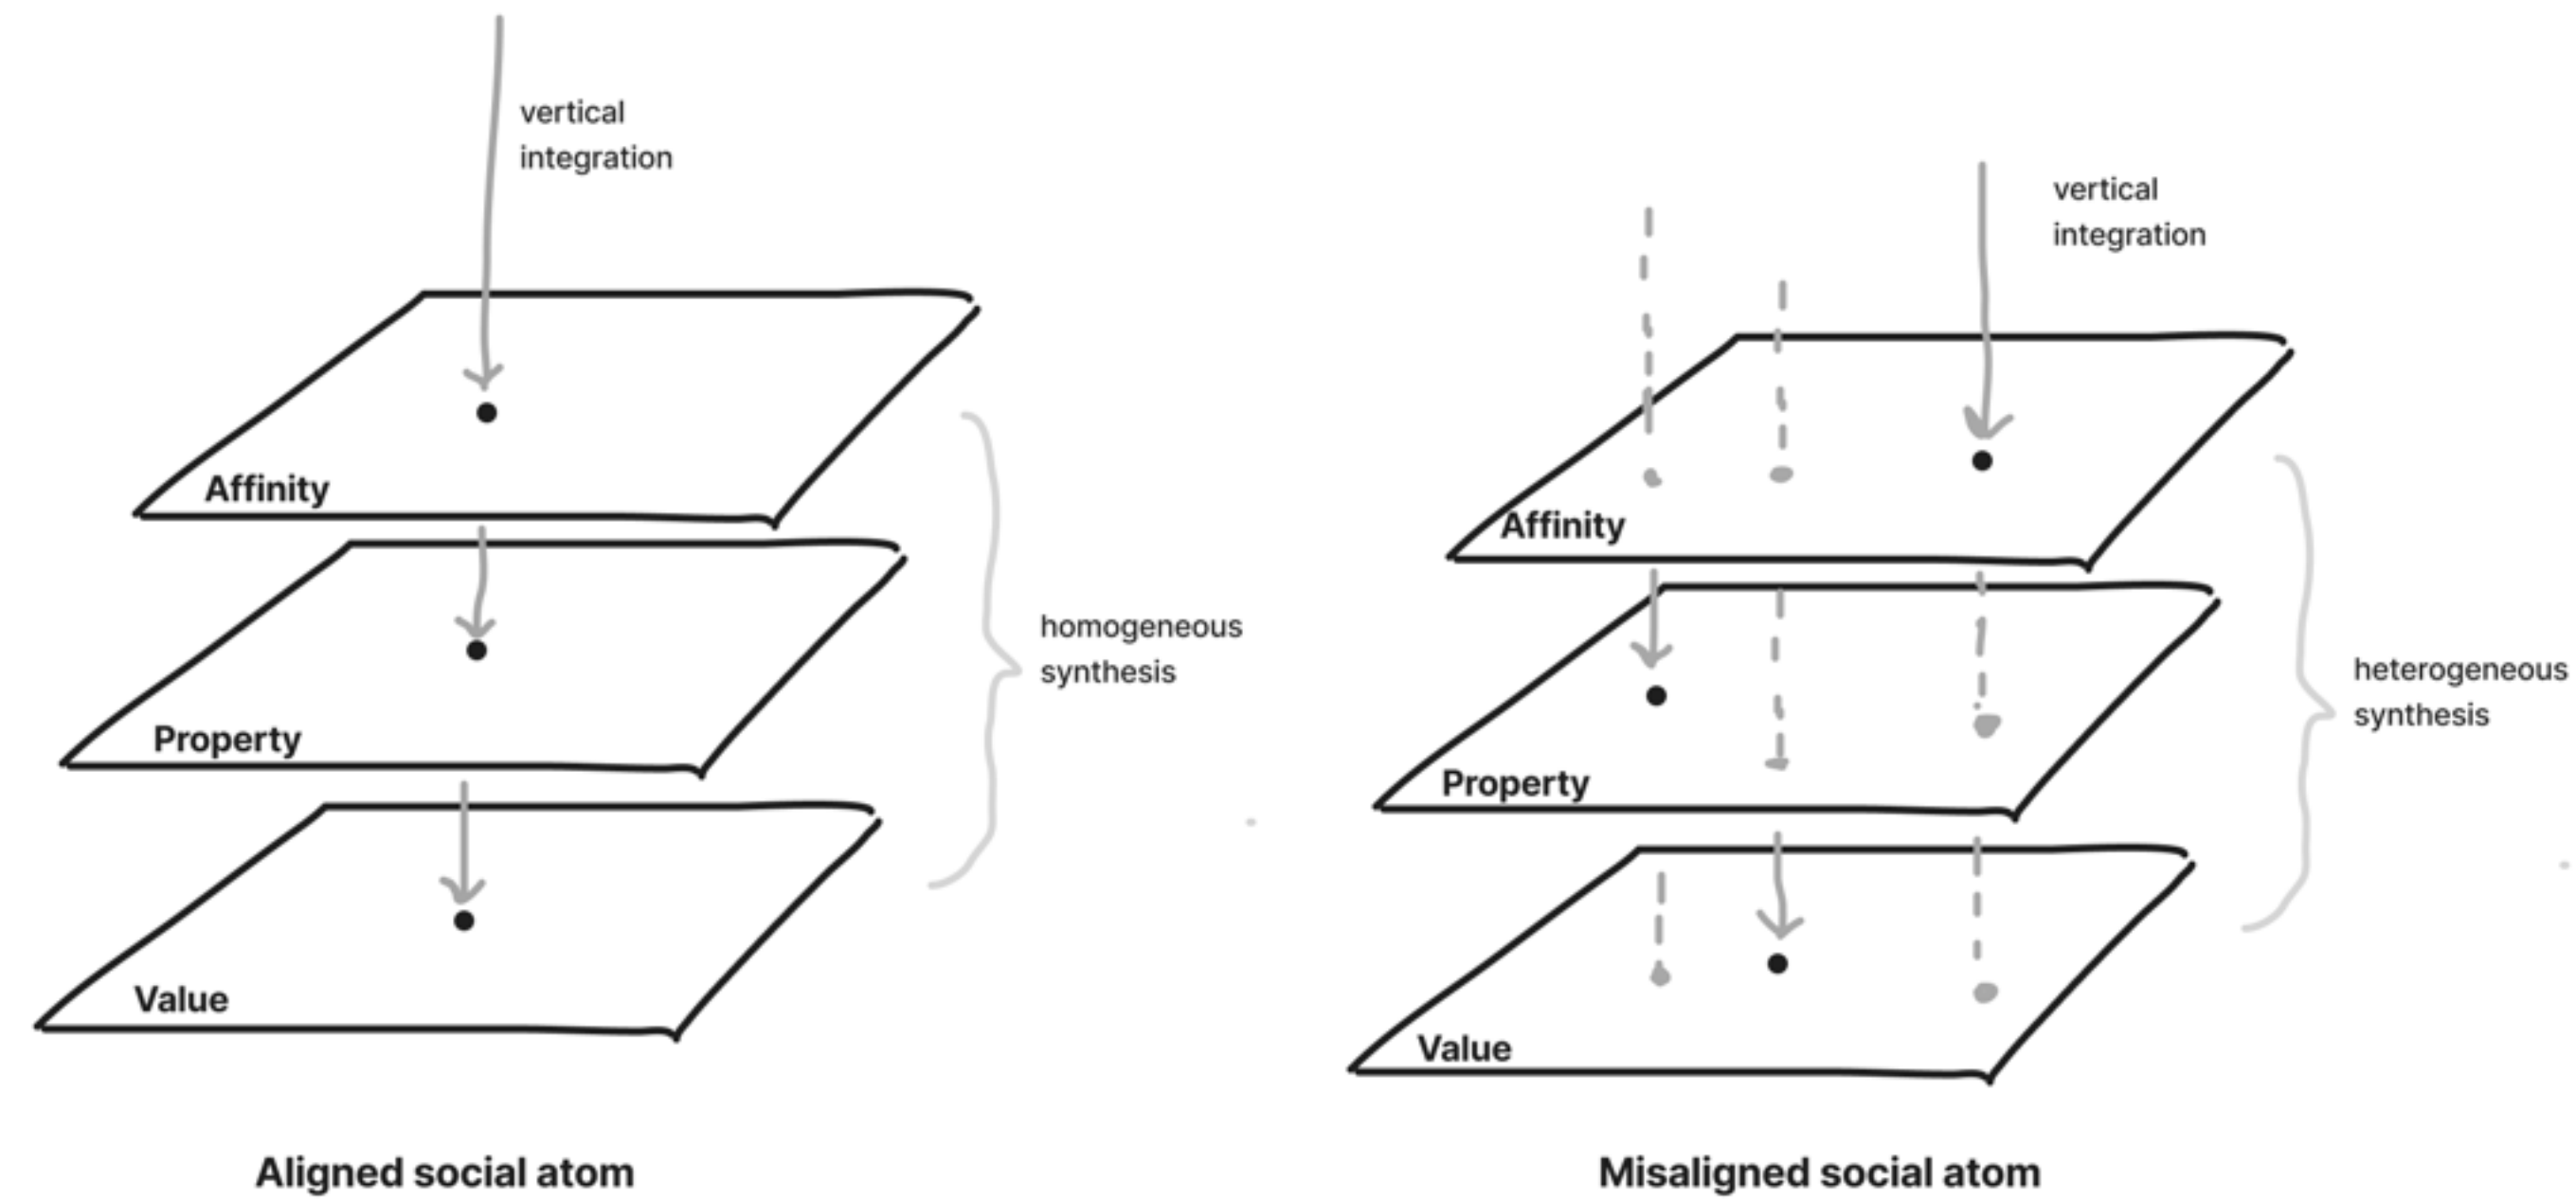 vertical
integration
Affinity
Property
homogeneous
synthesis
Value
Aligned social atom
vertical
integration
Affinity
Property
heterogeneous
synthesis
Value
Misaligned social atom